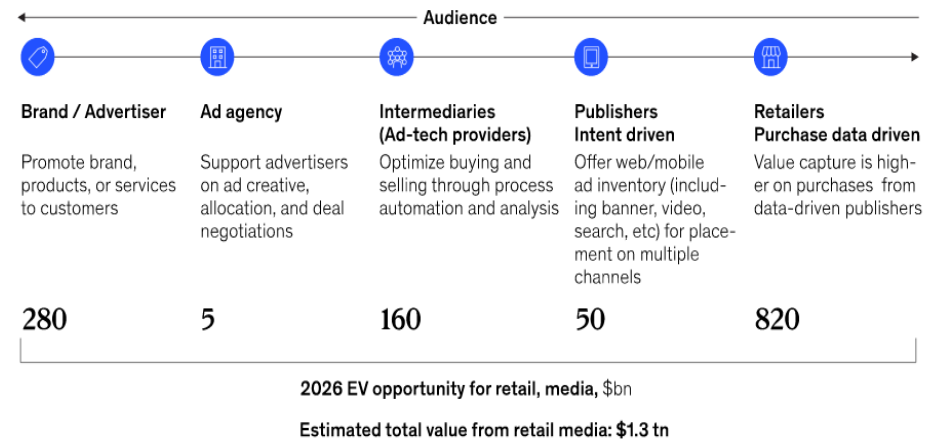 Audience
Brand / Advertiser
Promote brand,
products, or services
to customers
280
Ad agency
Support advertisers
on ad creative,
allocation, and deal
negotiations
5
Intermediaries
(Ad-tech providers)
Optimize buying and
selling through process
automation and analysis
160
Publishers
Intent driven
Offer web/mobile
ad inventory (includ-
ing banner, video,
search, etc) for place-
ment on multiple
channels
50
Retailers
Purchase data driven
Value capture is high-
er on purchases from
data-driven publishers
820
2026 EV opportunity for retail, media, $bn
Estimated total value from retail media: $1.3 tn